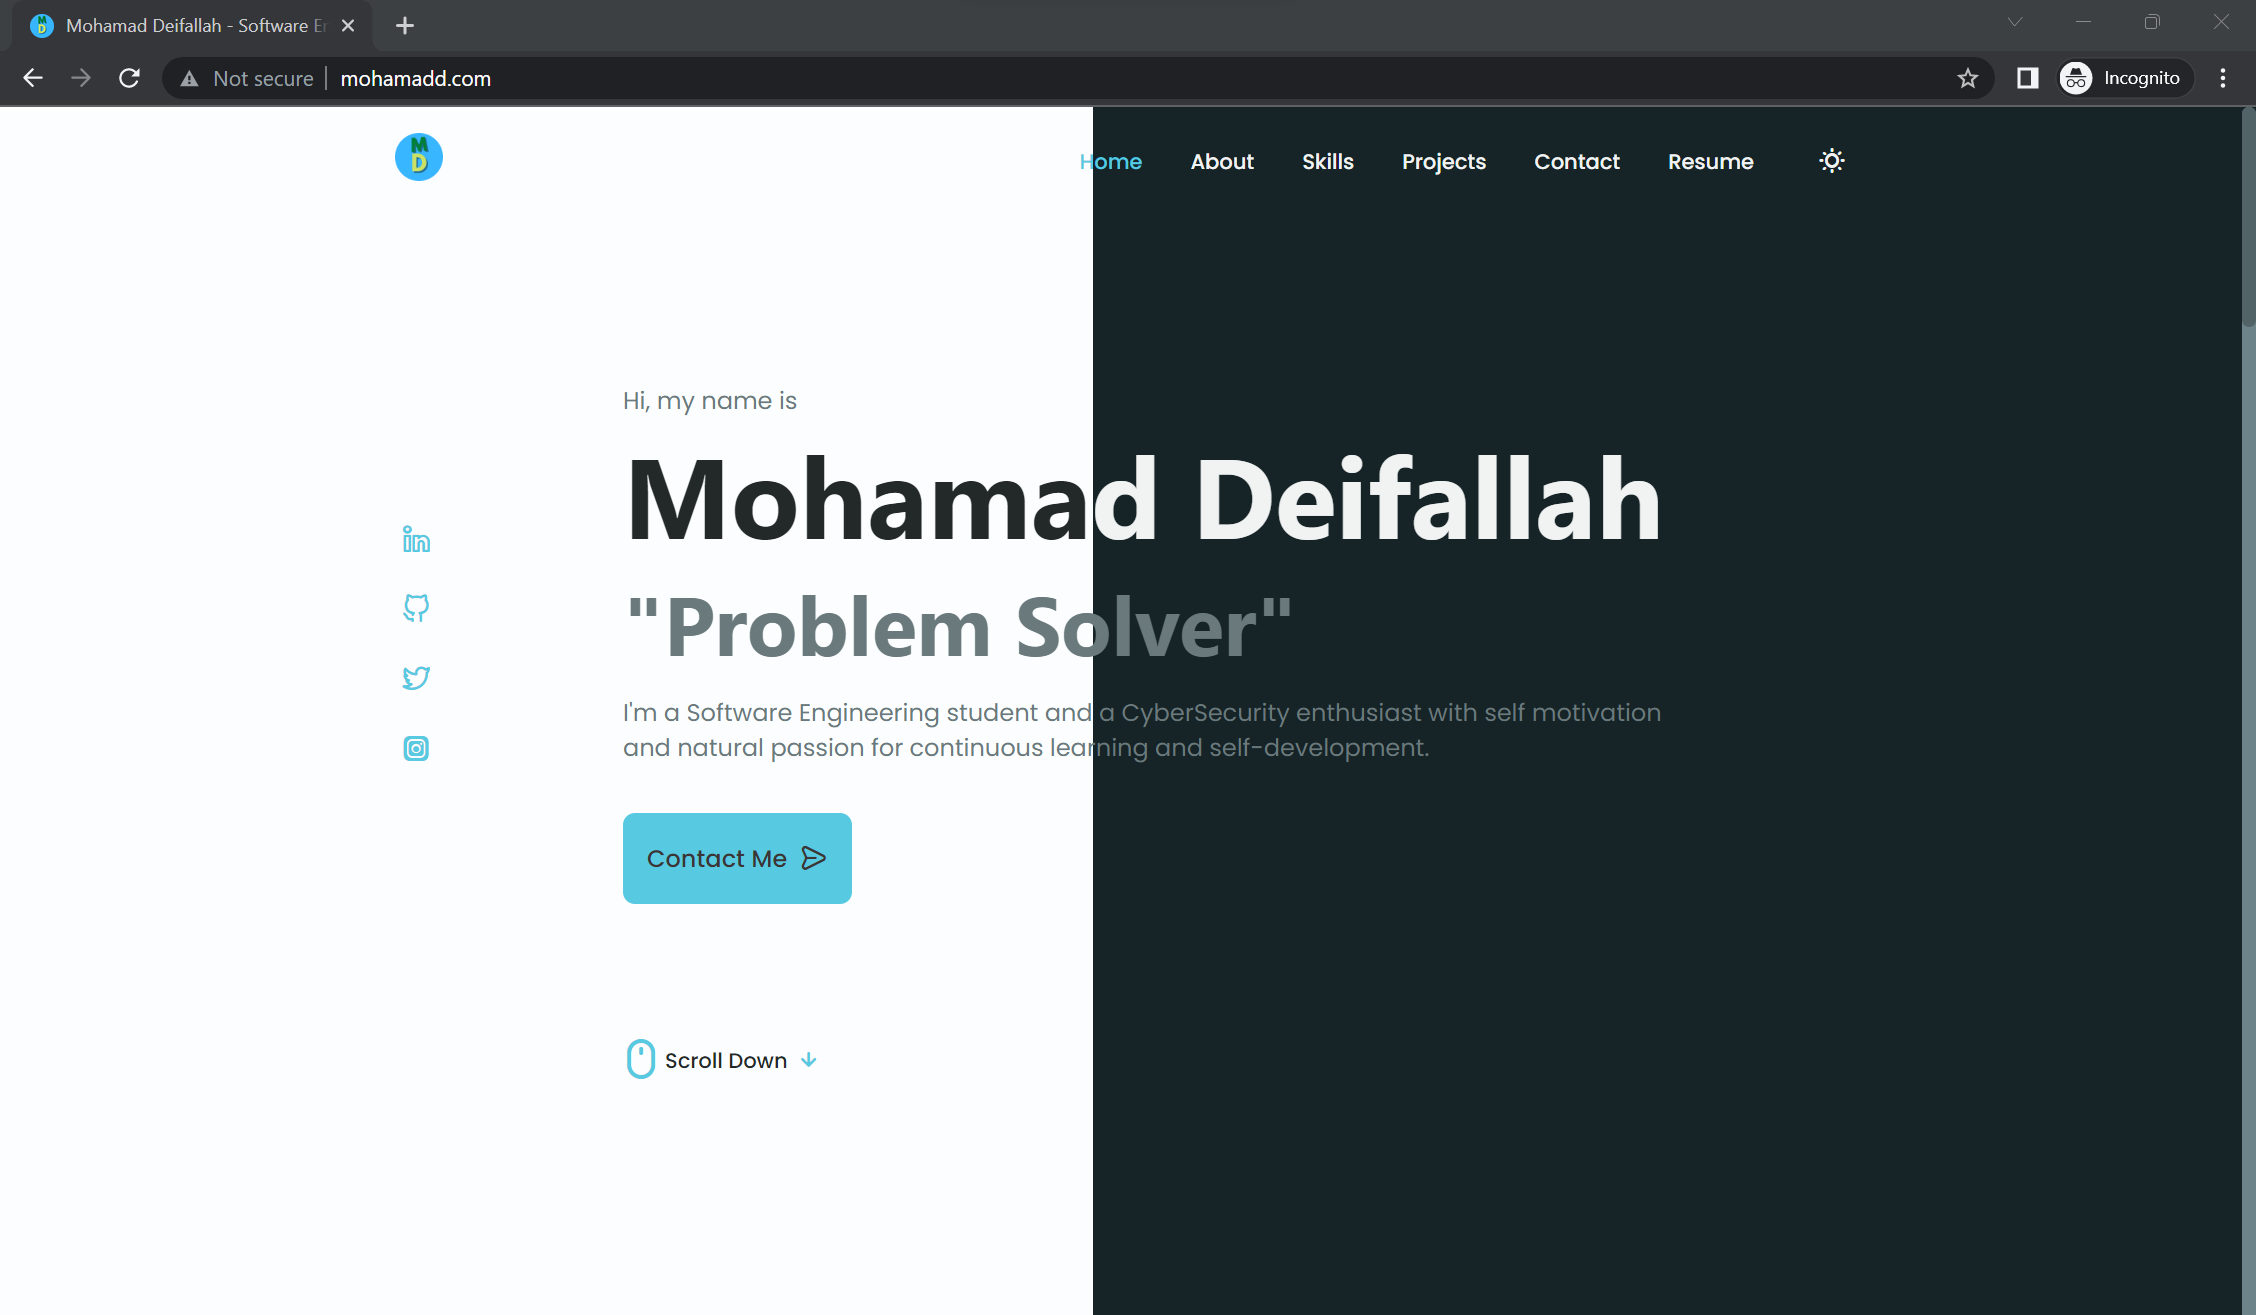 Mohamad Deifallah - Software Er
Not secure
mohamadd.com
Incognito
MD
Home
About
Skills
Projects
Contact
Resume
Hi, my name is
Mohamad Deifallah
"Problem Solver"
I'm a Software Engineering student and a CyberSecurity enthusiast with self motivation
and natural passion for continuous learning and self-development.
Contact Me
Scroll Down